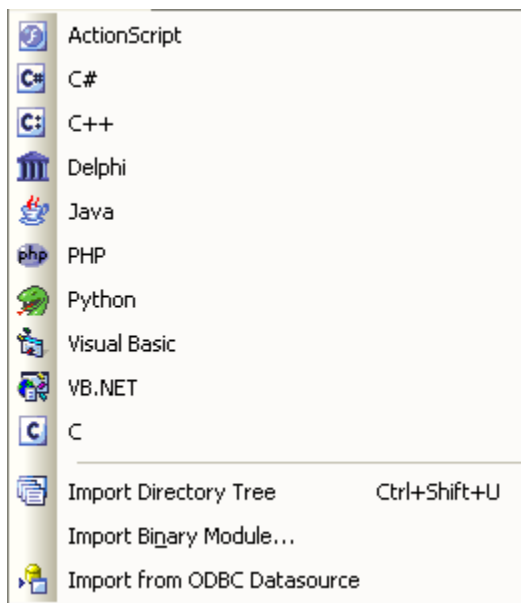 ActionScript
C#
C++
Delphi
Java
PHP
Python
Visual Basic
VB.NET
C
Import Directory Tree Ctrl+Shift+U
Import Binary Module...
Import from ODBC Datasource